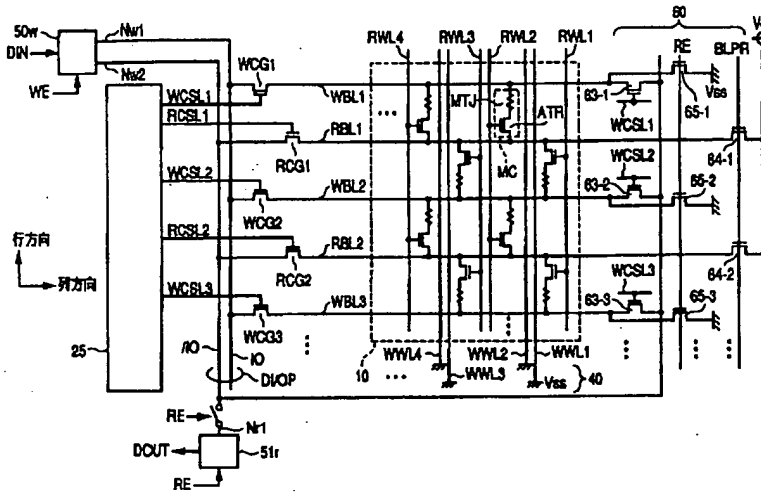 50w
Nw1
DIN
Nw2
WE
WCSL1
WCG1
RCSL1
RCG1
WCSL2
WCG2
RCSL2
RCG2
WCSL3
WCG3
25
行方向
列方向
/IO
IO
DI/OP
RE
Nr1
DOUT
51r
RE
RWL4
RWL3
RWL2
RWL1
WBL1
MTJ
ATR
RBL1
MC
WBL2
RBL2
WBL3
10
WWL4
WWL3
WWL2
WWL1
Vss
40
60
RE
BLPR
63-1
Vss
WCSL1
65-1
64-1
WCSL2
63-2
65-2
64-2
WCSL3
63-3
65-3